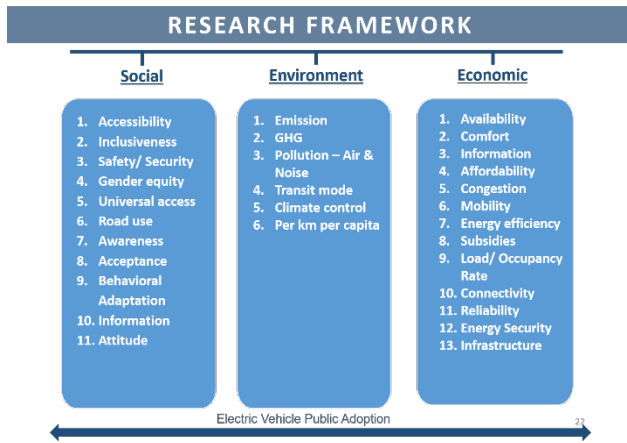 RESEARCH FRAMEWORK
Social
1. Accessibility
2. Inclusiveness
3. Safety/ Security
4. Gender equity
5. Universal access
6. Road use
7. Awareness
8. Acceptance
9. Behavioral
Adaptation
10. Information
11. Attitude
Environment
1. Emission
2. GHG
3. Pollution – Air &
Noise
4. Transit mode
5. Climate control
6. Per km per capita
Economic
1. Availability
2. Comfort
3. Information
4. Affordability
5. Congestion
6. Mobility
7. Energy efficiency
8. Subsidies
9. Load/ Occupancy
Rate
10. Connectivity
11. Reliability
12. Energy Security
13. Infrastructure
Electric Vehicle Public Adoption
22